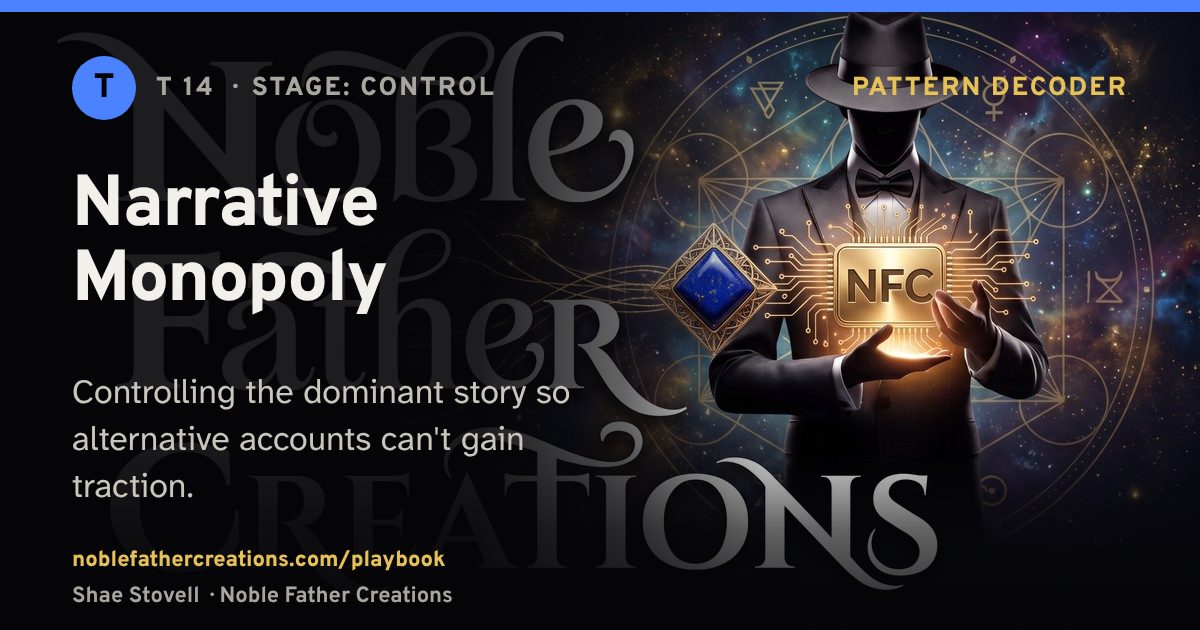 T
T 14 · STAGE: CONTROL
PATTERN DECODER
Narrative
Monopoly
Controlling the dominant story so
alternative accounts can't gain
traction.
noblefathercreations.com/playbook
Shae Stovell · Noble Father Creations
Noble
Father
Creations
NFC